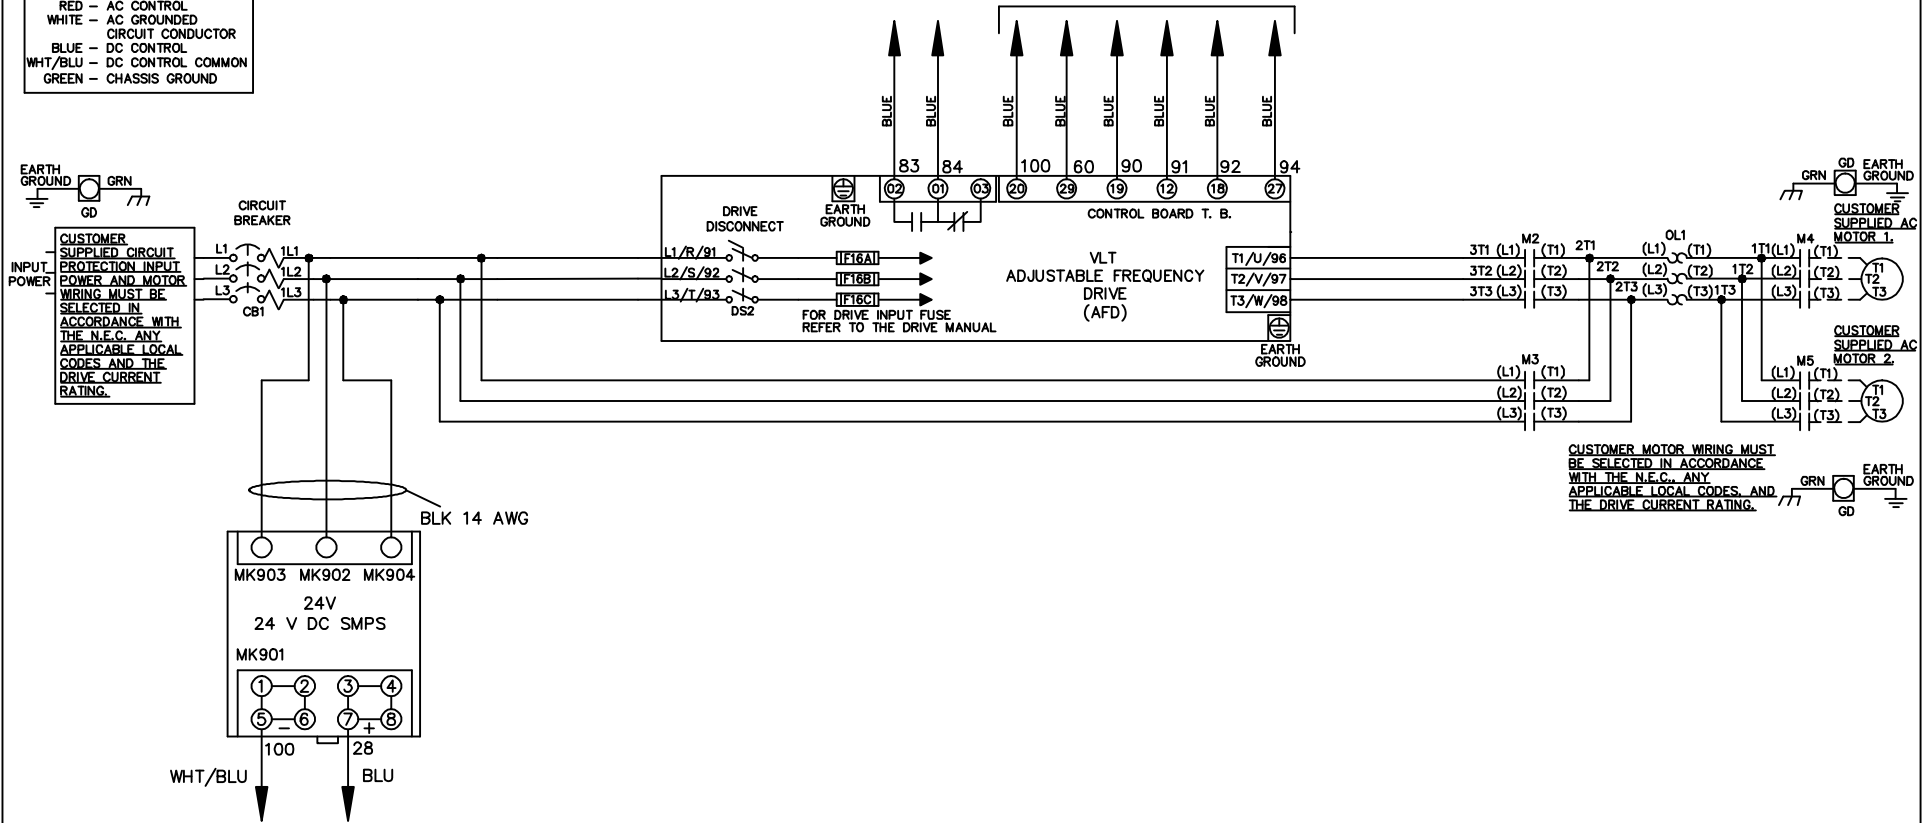 RED - AC CONTROL
WHITE - AC GROUNDED
CIRCUIT CONDUCTOR
BLUE - DC CONTROL
WHT/BLU - DC CONTROL COMMON
GREEN - CHASSIS GROUND
BLUE BLUE BLUE BLUE BLUE BLUE BLUE BLUE
83 84 100 60 90 91 92 94
02 01 03 20 29 19 12 18 27
EARTH
GROUND
GRN
GD
CIRCUIT
BREAKER
INPUT
POWER
CUSTOMER
SUPPLIED CIRCUIT
PROTECTION INPUT
POWER AND MOTOR
WIRING MUST BE
SELECTED IN
ACCORDANCE WITH
THE N.E.C. ANY
APPLICABLE LOCAL
CODES AND THE
DRIVE CURRENT
RATING.
L1 1L1
L2 1L2
L3 1L3
CB1
DRIVE
DISCONNECT
L1/R/91
L2/S/92
L3/T/93
DS2
EARTH
GROUND
CONTROL BOARD T. B.
IF16A
IF16B
IF16C
FOR DRIVE INPUT FUSE
REFER TO THE DRIVE MANUAL
VLT
ADJUSTABLE FREQUENCY
DRIVE
(AFD)
T1/U/96
T2/V/97
T3/W/98
EARTH
GROUND
M2
3T1 (L1) (T1) 2T1
3T2 (L2) (T2) 2T2
3T3 (L3) (T3) 2T3
OL1
(L1) (T1) 1T1
(L2) (T2) 1T2
(L3) (T3) 1T3
M4
(L1) (T1)
(L2) (T2)
(L3) (T3)
T1
T2
T3
GD
GRN
EARTH
GROUND
CUSTOMER
SUPPLIED AC
MOTOR 1.
M3
(L1) (T1)
(L2) (T2)
(L3) (T3)
M5
(L1) (T1)
(L2) (T2)
(L3) (T3)
T1
T2
T3
CUSTOMER
SUPPLIED AC
MOTOR 2.
CUSTOMER MOTOR WIRING MUST
BE SELECTED IN ACCORDANCE
WITH THE N.E.C., ANY
APPLICABLE LOCAL CODES, AND
THE DRIVE CURRENT RATING.
GRN
GD
EARTH
GROUND
BLK 14 AWG
MK903 MK902 MK904
24V
24 V DC SMPS
MK901
1 2 3 4
5 6 7 8
- +
100 28
WHT/BLU BLU